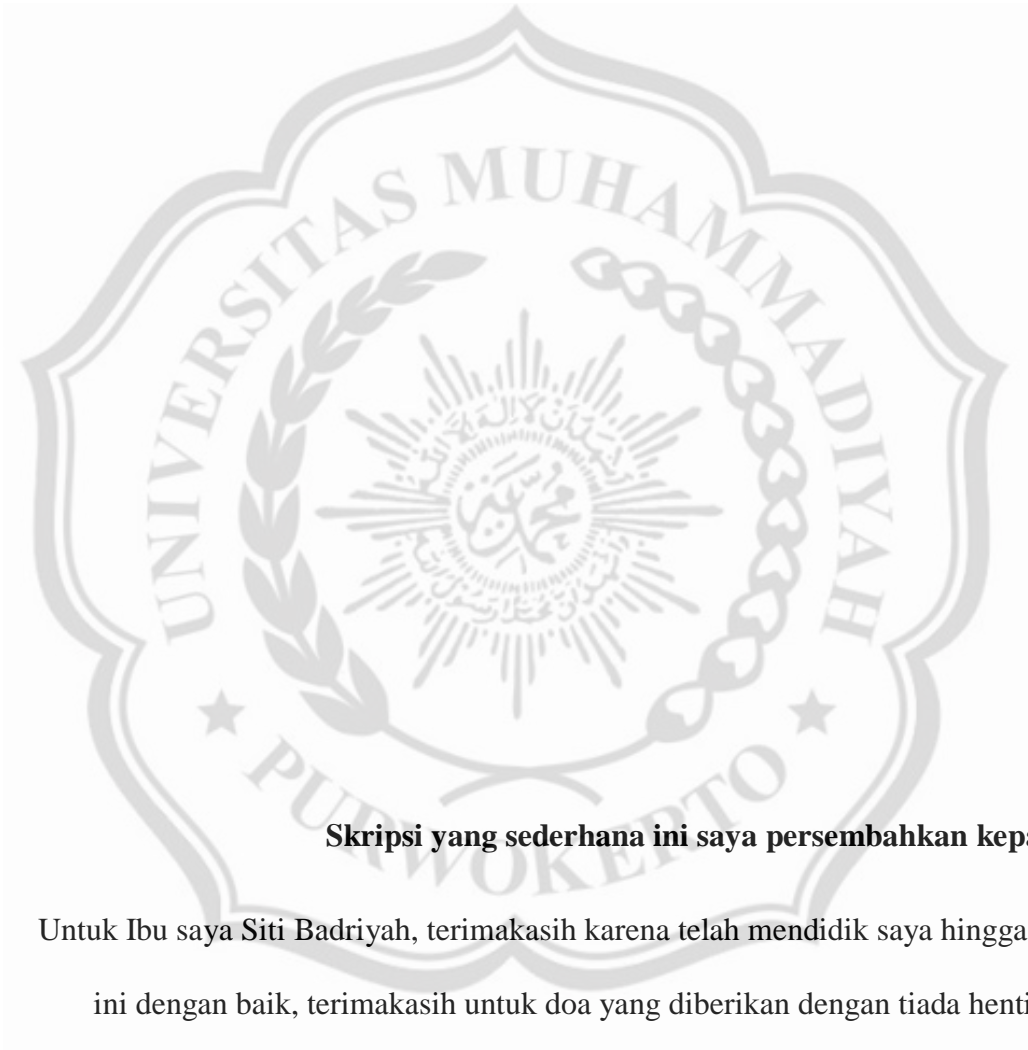 UNIVERSITAS MUHAMMADIYAH
PURWOKERTO
Skripsi yang sederhana ini saya persembahkan kepa
Untuk Ibu saya Siti Badriyah, terimakasih karena telah mendidik saya hingga
ini dengan baik, terimakasih untuk doa yang diberikan dengan tiada henti